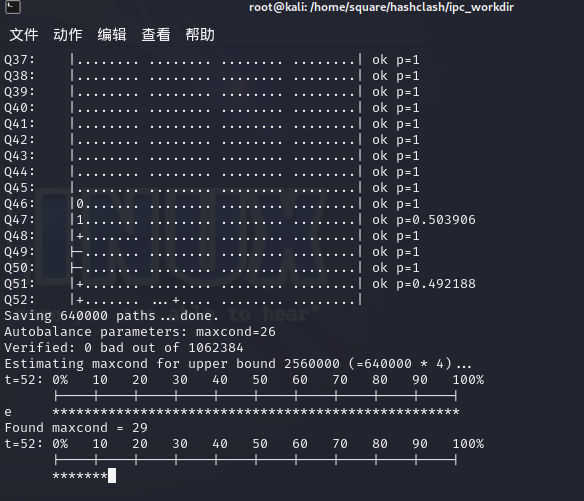 root@kali: /home/square/hashclash/ipc_workdir
文件 动作 编辑 查看 帮助
Q37: |........ ........ ........ ........| ok p=1
Q38: |........ ........ ........ ........| ok p=1
Q39: |........ ........ ........ ........| ok p=1
Q40: |........ ........ ........ ........| ok p=1
Q41: |........ ........ ........ ........| ok p=1
Q42: |........ ........ ........ ........| ok p=1
Q43: |........ ........ ........ ........| ok p=1
Q44: |........ ........ ........ ........| ok p=1
Q45: |........ ........ ........ ........| ok p=1
Q46: |0....... ........ ........ ........| ok p=1
Q47: |1....... ........ ........ ........| ok p=0.503906
Q48: |+....... ........ ........ ........| ok p=1
Q49: |-....... ........ ........ ........| ok p=1
Q50: |-....... ........ ........ ........| ok p=1
Q51: |+....... ........ ........ ........| ok p=0.492188
Q52: |+....... ...+.... ........ ........|
Saving 640000 paths...done.
Autobalance parameters: maxcond=26
Verified: 0 bad out of 1062384
Estimating maxcond for upper bound 2560000 (=640000 * 4)...
t=52: 0% 10 20 30 40 50 60 70 80 90 100%
|----|----|----|----|----|----|----|----|----|----|
e ***************************************************
Found maxcond = 29
t=52: 0% 10 20 30 40 50 60 70 80 90 100%
|----|----|----|----|----|----|----|----|----|----|
*******